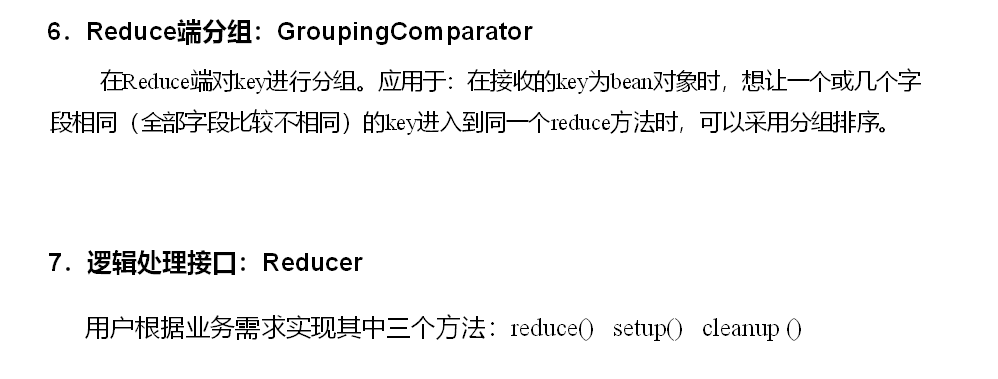 6．Reduce端分组：GroupingComparator
在Reduce端对key进行分组。应用于：在接收的key为bean对象时，想让一个或几个字
段相同（全部字段比较不相同）的key进入到同一个reduce方法时，可以采用分组排序。
7．逻辑处理接口：Reducer
用户根据业务需求实现其中三个方法：reduce() setup() cleanup ()